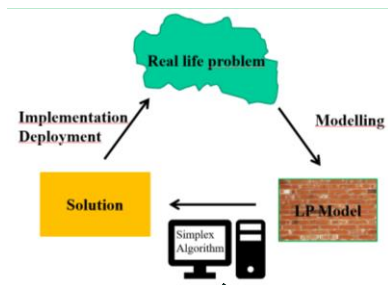 Real life problem
Implementation
Deployment
Modelling
Solution
LP Model
Simplex
Algorithm